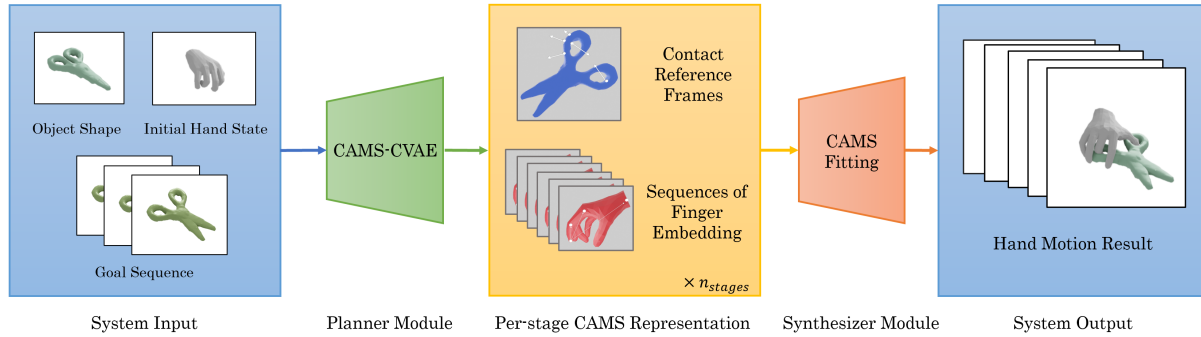 Object Shape
Initial Hand State
Goal Sequence
System Input
CAMS-CVAE
Planner Module
Contact
Reference
Frames
Sequences of
Finger
Embedding
× n_stages
Per-stage CAMS Representation
CAMS
Fitting
Synthesizer Module
Hand Motion Result
System Output